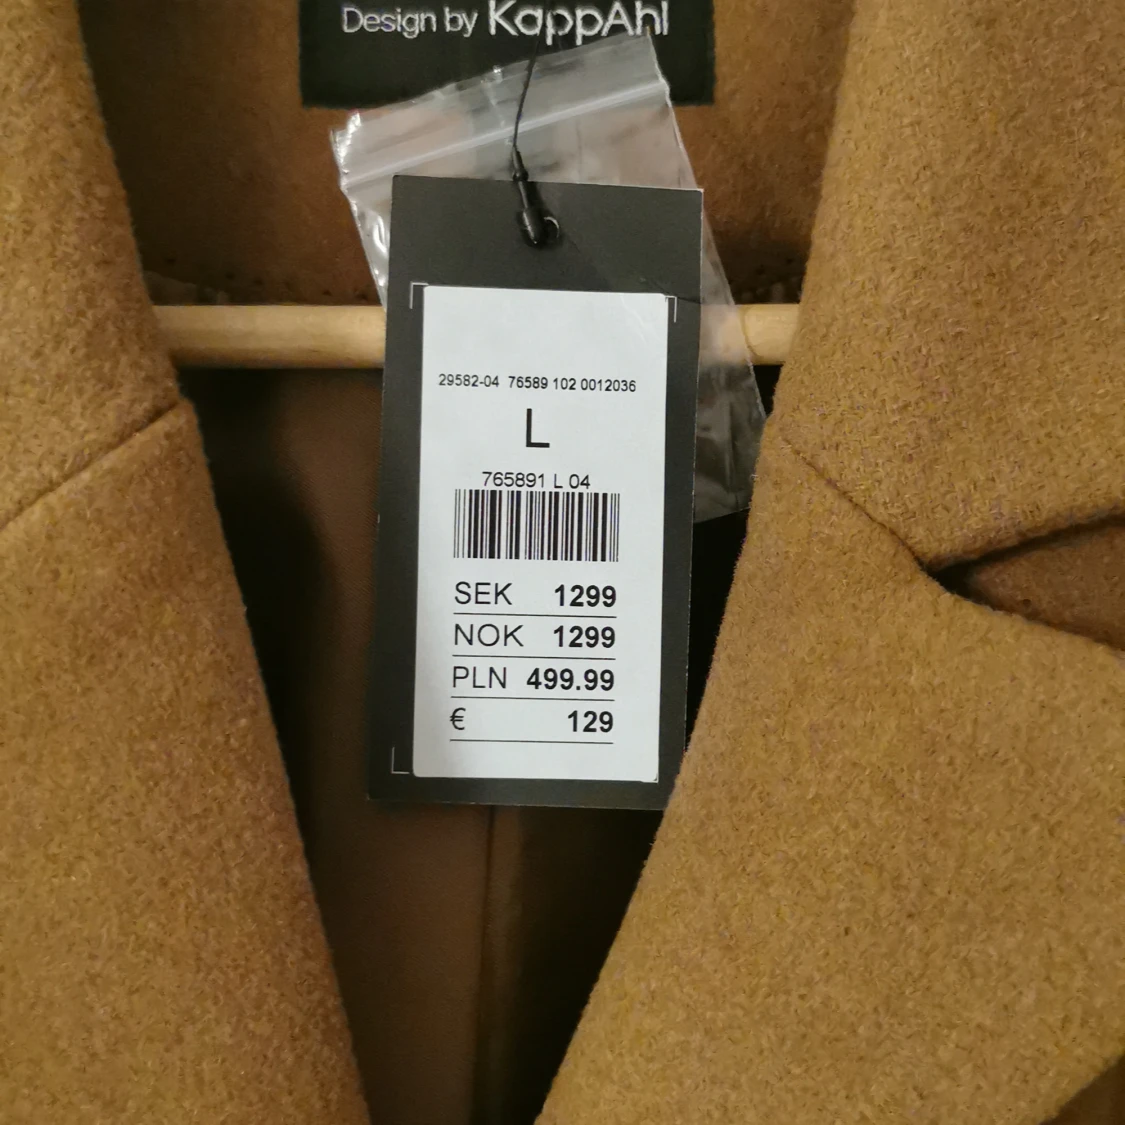 Design by KappAhl
29582-04 76589 102 0012036
L
765891 L 04
SEK 1299
NOK 1299
PLN 499.99
€ 129